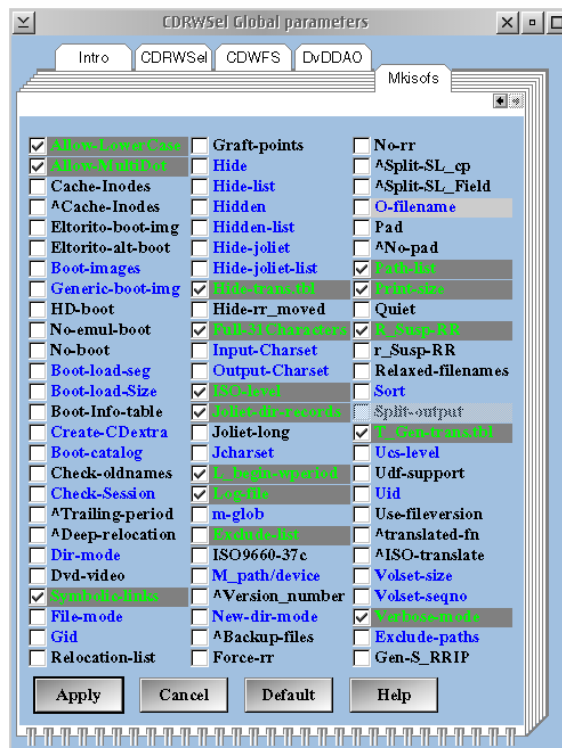 CDRWSel Global parameters
Intro
CDRWSel
CDWFS
DvDDAO
Mkisofs
Allow-LowerCase
Allow-MultiDot
Cache-Inodes
^Cache-Inodes
Eltorito-boot-img
Eltorito-alt-boot
Boot-images
Generic-boot-img
HD-boot
No-emul-boot
No-boot
Boot-load-seg
Boot-load-Size
Boot-Info-table
Create-CDextra
Boot-catalog
Check-oldnames
Check-Session
^Trailing-period
^Deep-relocation
Dir-mode
Dvd-video
Symbolic-links
File-mode
Gid
Relocation-list
Graft-points
Hide
Hide-list
Hidden
Hidden-list
Hide-joliet
Hide-joliet-list
Hide-trans.tbl
Hide-rr_moved
Full-31Characters
Input-Charset
Output-Charset
ISO-level
Joliet-dir-records
Joliet-long
Jcharset
L_begin-wperiod
Log-file
m-glob
Exclude-list
ISO9660-37c
M_path/device
^Version_number
New-dir-mode
^Backup-files
Force-rr
No-rr
^Split-SL_cp
^Split-SL_Field
O-filename
Pad
^No-pad
Path-list
Print-size
Quiet
R_Susp-RR
r_Susp-RR
Relaxed-filenames
Sort
Split-output
T_Gen-trans.tbl
Ucs-level
Udf-support
Uid
Use-fileversion
^translated-fn
^ISO-translate
Volset-size
Volset-seqno
Verbose-mode
Exclude-paths
Gen-S_RRIP
Apply
Cancel
Default
Help